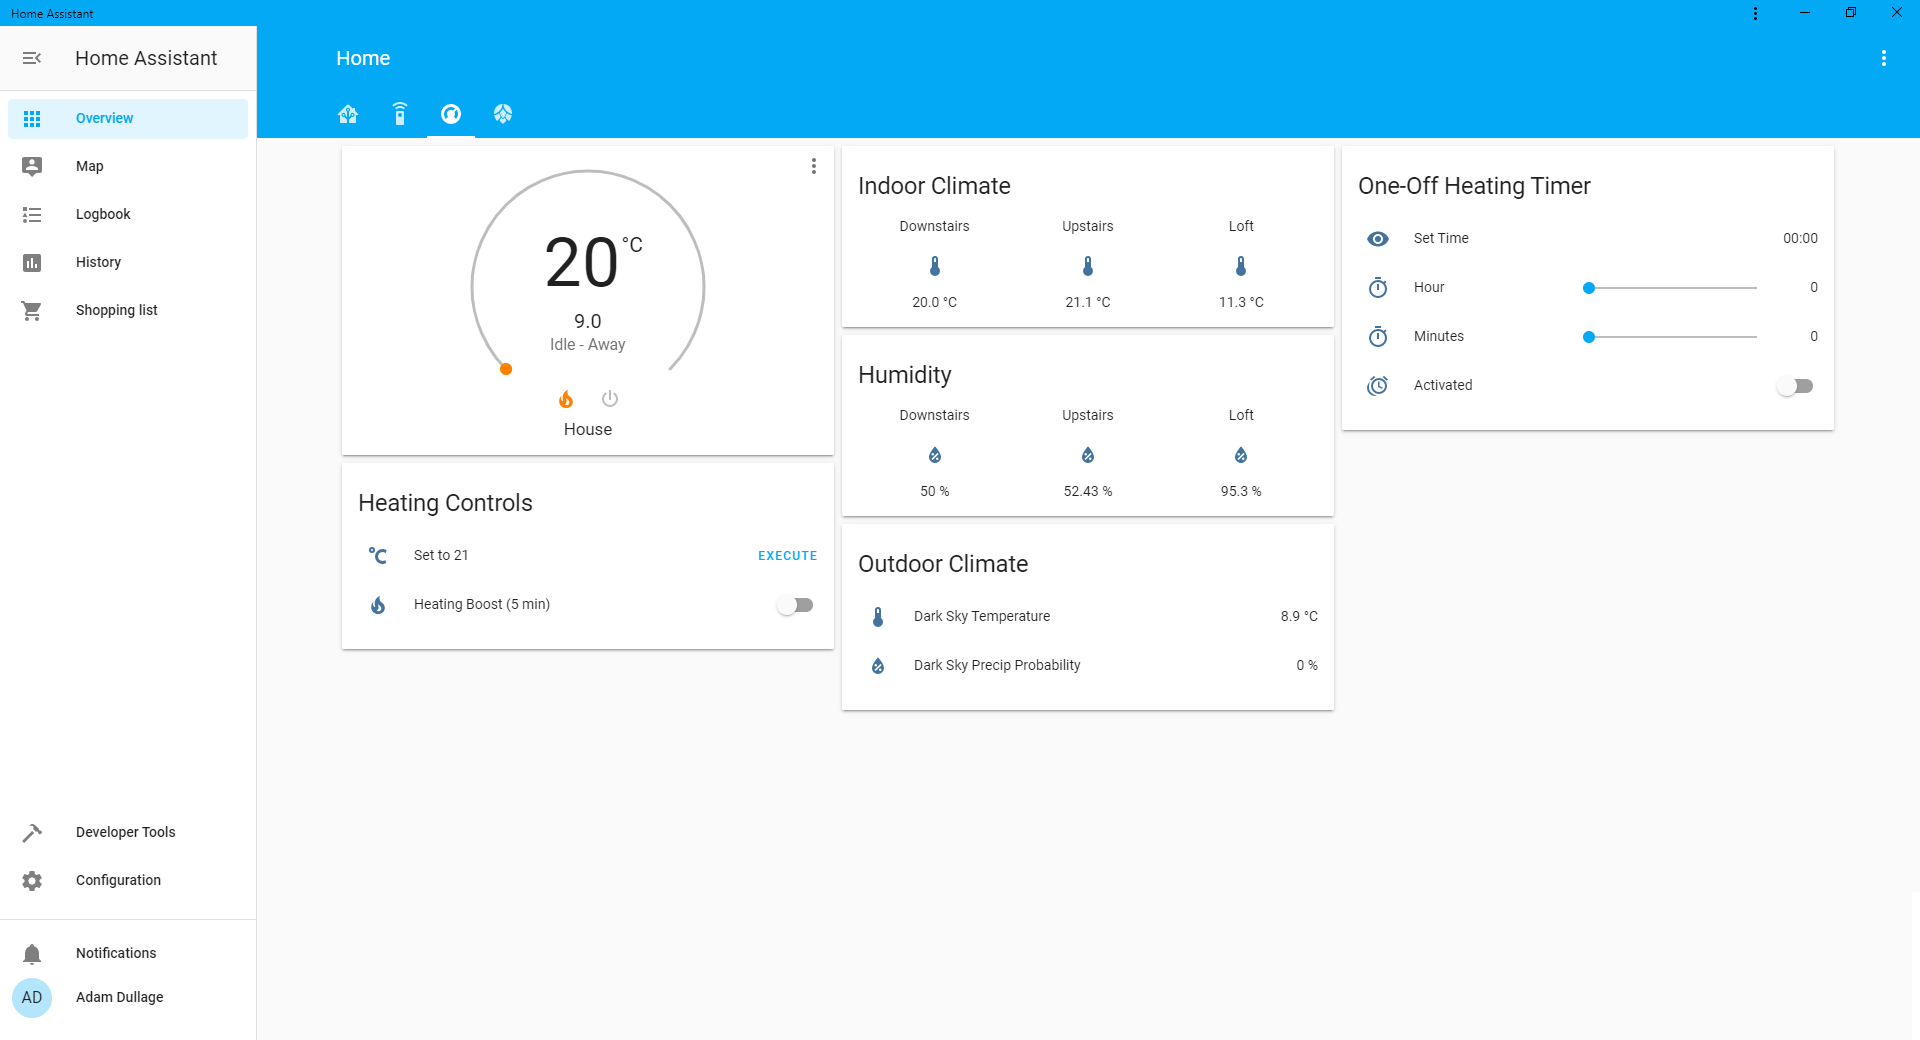 Home Assistant
Home Assistant
Home
Overview
Map
Logbook
History
Shopping list
Developer Tools
Configuration
Notifications
AD
Adam Dullage
20 °C
9.0
Idle - Away
House
Heating Controls
Set to 21 EXECUTE
Heating Boost (5 min)
Indoor Climate
Downstairs Upstairs Loft
20.0 °C 21.1 °C 11.3 °C
Humidity
Downstairs Upstairs Loft
50 % 52.43 % 95.3 %
Outdoor Climate
Dark Sky Temperature 8.9 °C
Dark Sky Precip Probability 0 %
One-Off Heating Timer
Set Time 00:00
Hour 0
Minutes 0
Activated